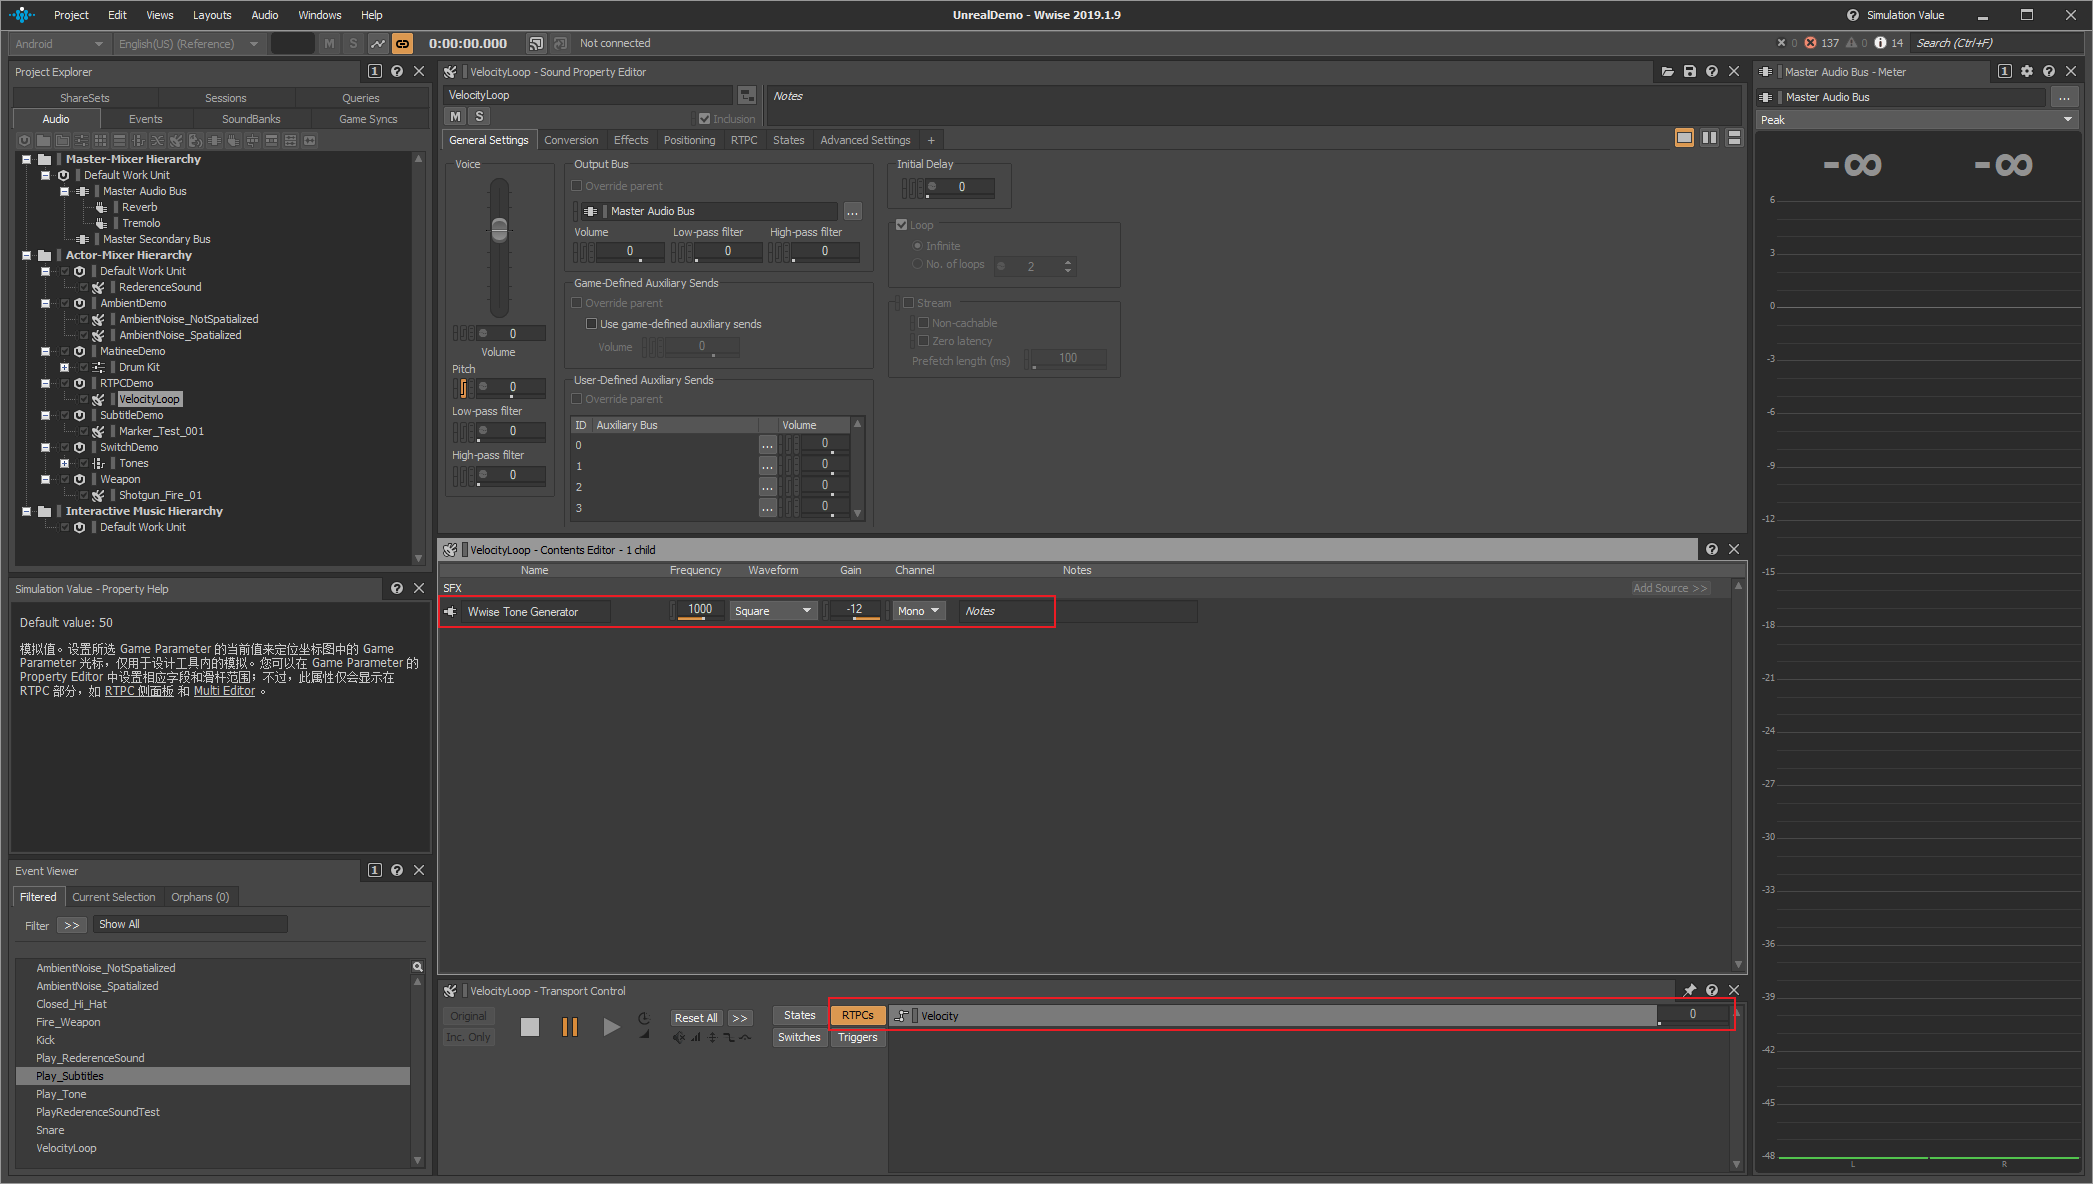 Project Edit Views Layouts Audio Windows Help
UnrealDemo - Wwise 2019.1.9
Simulation Value
Android English(US) (Reference) M S 0:00:00.000 Not connected
0 137 0 14 Search (Ctrl+F)
Project Explorer
1
ShareSets Sessions Queries
Audio Events SoundBanks Game Syncs
Master-Mixer Hierarchy
Default Work Unit
Master Audio Bus
Reverb
Tremolo
Master Secondary Bus
Actor-Mixer Hierarchy
Default Work Unit
RederenceSound
AmbientDemo
AmbientNoise_NotSpatialized
AmbientNoise_Spatialized
MatineeDemo
Drum Kit
RTPCDemo
VelocityLoop
SubtitleDemo
Marker_Test_001
SwitchDemo
Tones
Weapon
Shotgun_Fire_01
Interactive Music Hierarchy
Default Work Unit
Simulation Value - Property Help
Default value: 50
模拟值。设置所选 Game Parameter 的当前值来定位坐标图中的 Game
Parameter 光标，仅用于设计工具内的模拟。您可以在 Game Parameter 的
Property Editor 中设置相应字段和滑杆范围；不过，此属性仅会显示在
RTPC 部分，如 RTPC 侧面板 和 Multi Editor 。
Event Viewer
1
Filtered Current Selection Orphans (0)
Filter >> Show All
AmbientNoise_NotSpatialized
AmbientNoise_Spatialized
Closed_Hi_Hat
Fire_Weapon
Kick
Play_RederenceSound
Play_Subtitles
Play_Tone
PlayRederenceSoundTest
Snare
VelocityLoop
VelocityLoop - Sound Property Editor
VelocityLoop
Notes
M S
Inclusion
General Settings Conversion Effects Positioning RTPC States Advanced Settings +
Voice
0
Volume
Pitch
0
Low-pass filter
0
High-pass filter
0
Output Bus
Override parent
Master Audio Bus ...
Volume Low-pass filter High-pass filter
0 0 0
Game-Defined Auxiliary Sends
Override parent
Use game-defined auxiliary sends
Volume 0
User-Defined Auxiliary Sends
Override parent
ID Auxiliary Bus Volume
0 ... 0
1 ... 0
2 ... 0
3 ... 0
Initial Delay
0
Loop
Infinite
No. of loops 2
Stream
Non-cachable
Zero latency
Prefetch length (ms) 100
VelocityLoop - Contents Editor - 1 child
Name Frequency Waveform Gain Channel Notes
SFX
Add Source >>
Wwise Tone Generator 1000 Square -12 Mono Notes
VelocityLoop - Transport Control
Original
Inc. Only
Reset All >>
States RTPCs
Switches Triggers
Velocity 0
Master Audio Bus - Meter
1
Master Audio Bus ...
Peak
-∞ -∞
6
3
0
-3
-6
-9
-12
-15
-18
-21
-24
-27
-30
-33
-36
-39
-42
-45
-48
L R